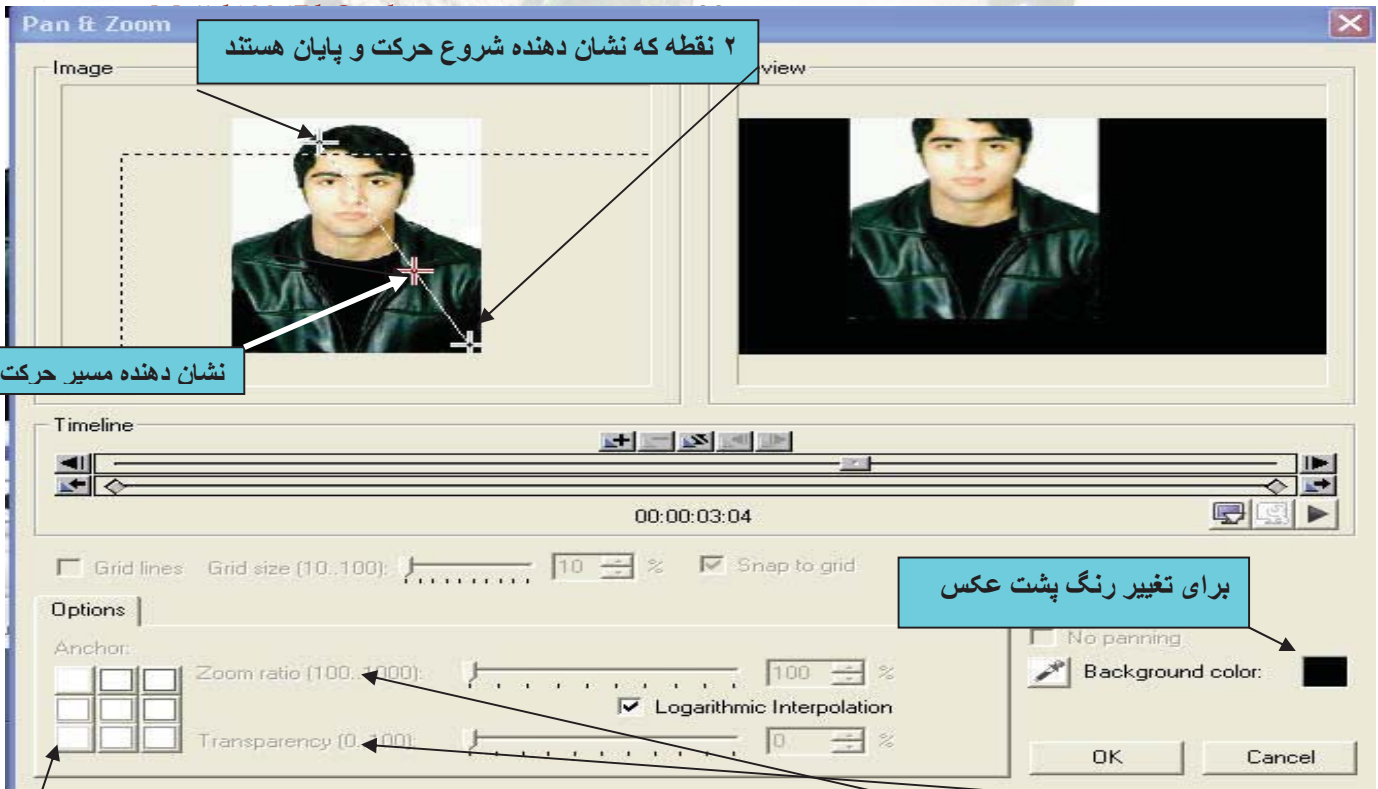 Pan & Zoom
۲ نقطه که نشان دهنده شروع حرکت و پایان هستند
Image
view
نشان دهنده مسیر حرکت
Timeline
00:00:03:04
Grid lines Grid size (10..100): 10 % Snap to grid
برای تغییر رنگ پشت عکس
Options
No panning
Anchor:
Zoom ratio (100..1000): 100 %
Background color:
Logarithmic Interpolation
Transparency (0..100): 0 %
OK Cancel